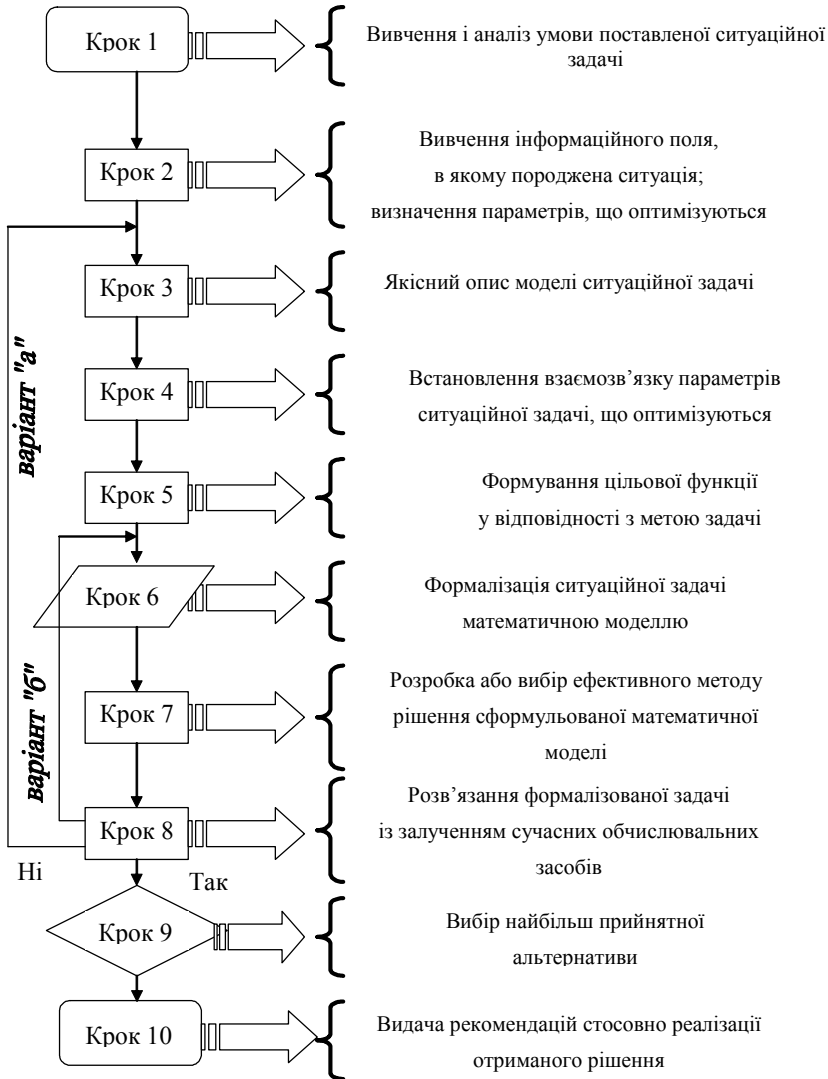 Крок 1
Вивчення і аналіз умови поставленої ситуаційної
задачі
Крок 2
Вивчення інформаційного поля,
в якому породжена ситуація;
визначення параметрів, що оптимізуються
Крок 3
Якісний опис моделі ситуаційної задачі
варіант "а"
Крок 4
Встановлення взаємозв’язку параметрів
ситуаційної задачі, що оптимізуються
Крок 5
Формування цільової функції
у відповідності з метою задачі
Крок 6
Формалізація ситуаційної задачі
математичною моделлю
варіант "б"
Крок 7
Розробка або вибір ефективного методу
рішення сформульованої математичної
моделі
Крок 8
Розв’язання формалізованої задачі
із залученням сучасних обчислювальних
засобів
Ні
Так
Крок 9
Вибір найбільш прийнятної
альтернативи
Крок 10
Видача рекомендацій стосовно реалізації
отриманого рішення